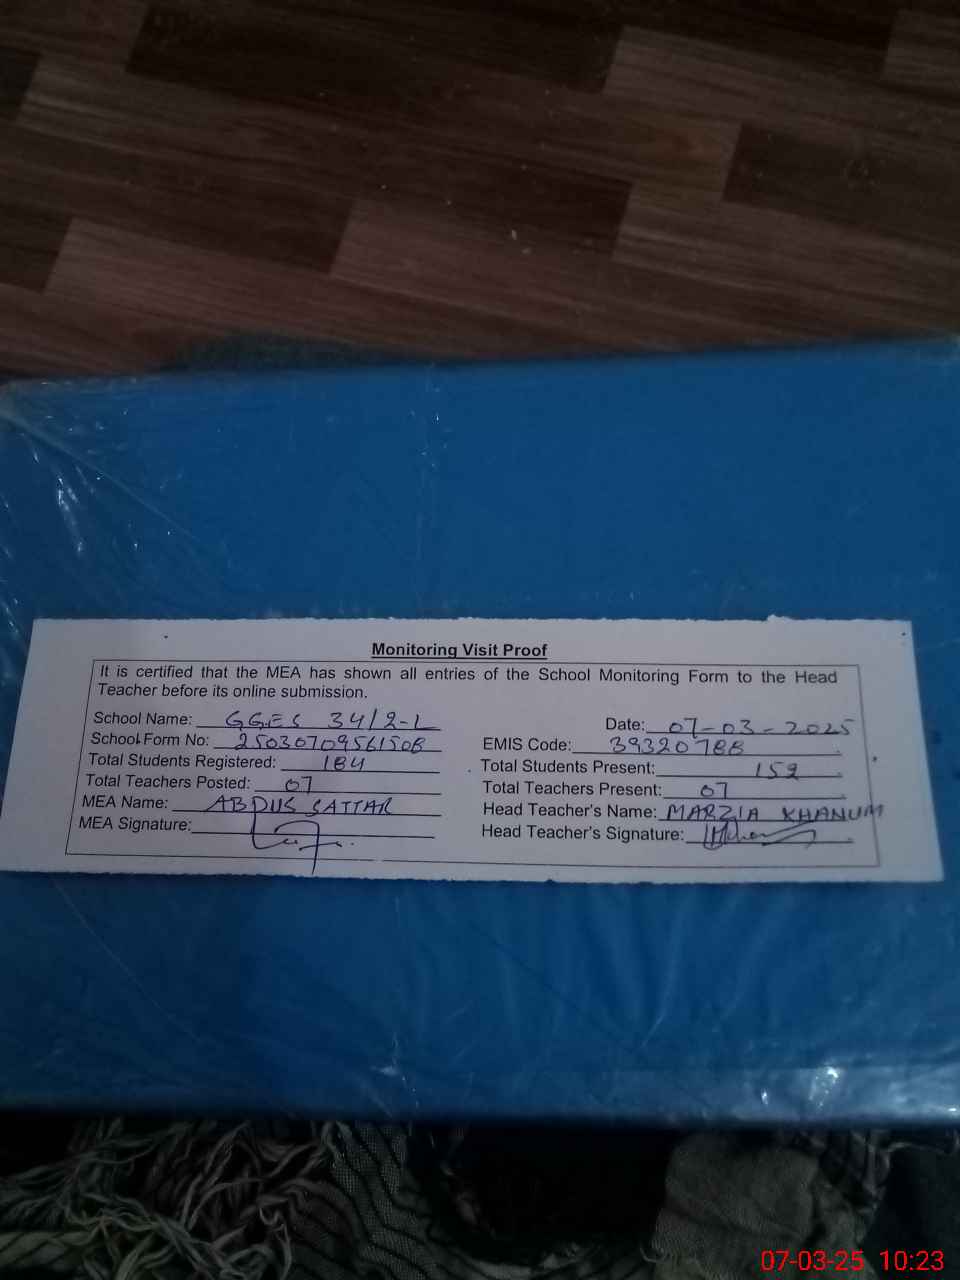 Monitoring Visit Proof
It is certified that the MEA has shown all entries of the School Monitoring Form to the Head
Teacher before its online submission.
School Name: GGES 34/2-L Date: 07-03-2025
School Form No: 25030709561508 EMIS Code: 39320788
Total Students Registered: 184 Total Students Present: 152
Total Teachers Posted: 07 Total Teachers Present: 07
MEA Name: ABDUS SATTAR Head Teacher's Name: MARZIA KHANUM
MEA Signature: Head Teacher's Signature:
07-03-25 10:23